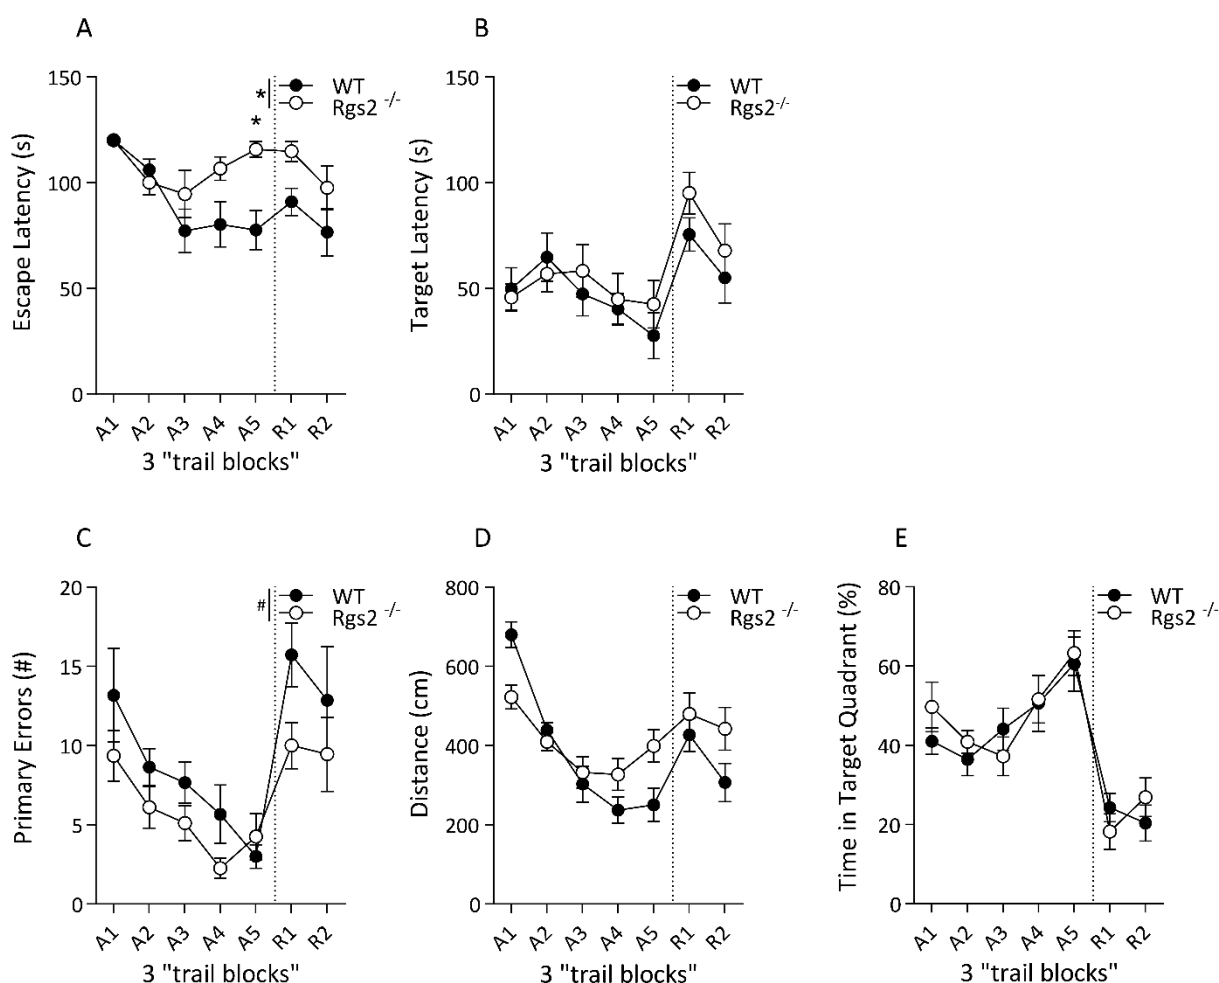 A
Escape Latency (s)
150
100
50
0
A1
A2
A3
A4
A5
R1
R2
3 "trail blocks"
*
*
WT
Rgs2 -/-
B
Target Latency (s)
150
100
50
0
A1
A2
A3
A4
A5
R1
R2
3 "trail blocks"
WT
Rgs2-/-
C
Primary Errors (#)
20
15
10
5
0
A1
A2
A3
A4
A5
R1
R2
3 "trail blocks"
#
WT
Rgs2 -/-
D
Distance (cm)
800
600
400
200
0
A1
A2
A3
A4
A5
R1
R2
3 "trail blocks"
WT
Rgs2 -/-
E
Time in Target Quadrant (%)
80
60
40
20
0
A1
A2
A3
A4
A5
R1
R2
3 "trail blocks"
WT
Rgs2 -/-